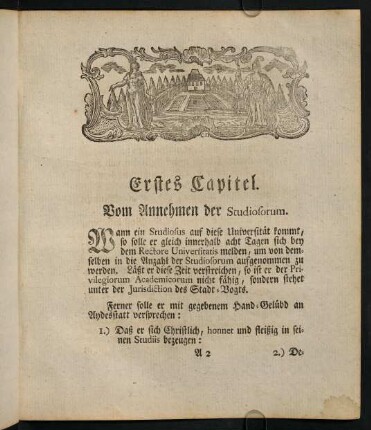 Erstes Capitel.
Vom Annehmen der Studiosorum.
Wann ein Studiosus auf diese Universität kommt,
so solle er gleich innerhalb acht Tagen sich bey
dem Rectore Universitatis melden, um von dem-
selben in die Anzahl der Studiosorum aufgenommen zu
werden. Läßt er diese Zeit verstreichen, so ist er der Pri-
vilegiorum Academicorum nicht fähig, sondern stehet
unter der Jurisdiction des Stadt-Vogts.
Ferner solle er mit gegebenem Hand-Gelübd an
Aydesstatt versprechen:
1.) Daß er sich Christlich, honnet und fleißig in sei-
nen Studiis bezeugen:
A 2 2.) De-